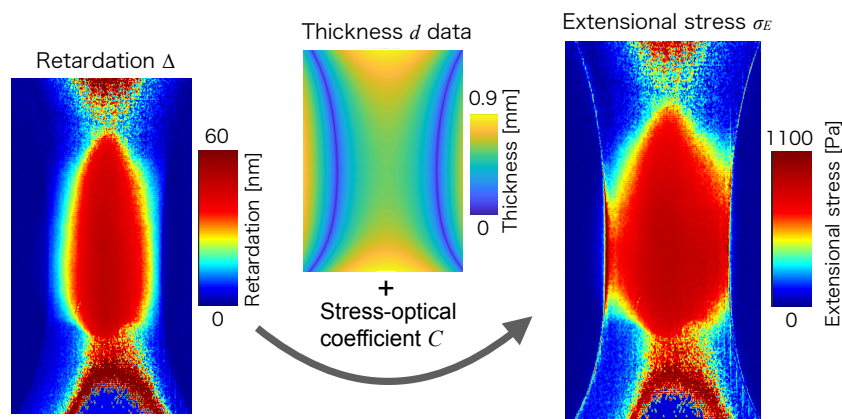 Retardation Δ
60
0
Retardation [nm]
Thickness d data
0.9
0
Thickness [mm]
+
Stress-optical
coefficient C
Extensional stress σE
1100
0
Extensional stress [Pa]